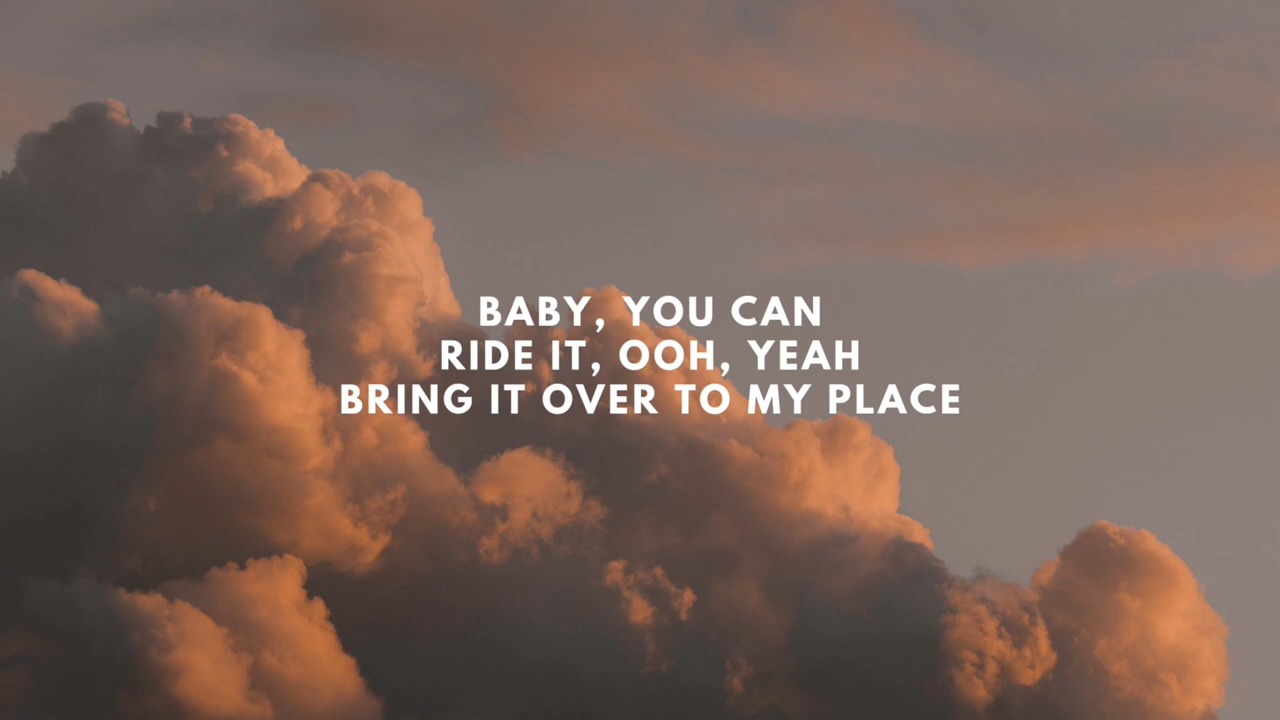 BABY, YOU CAN
RIDE IT, OOH, YEAH
BRING IT OVER TO MY PLACE